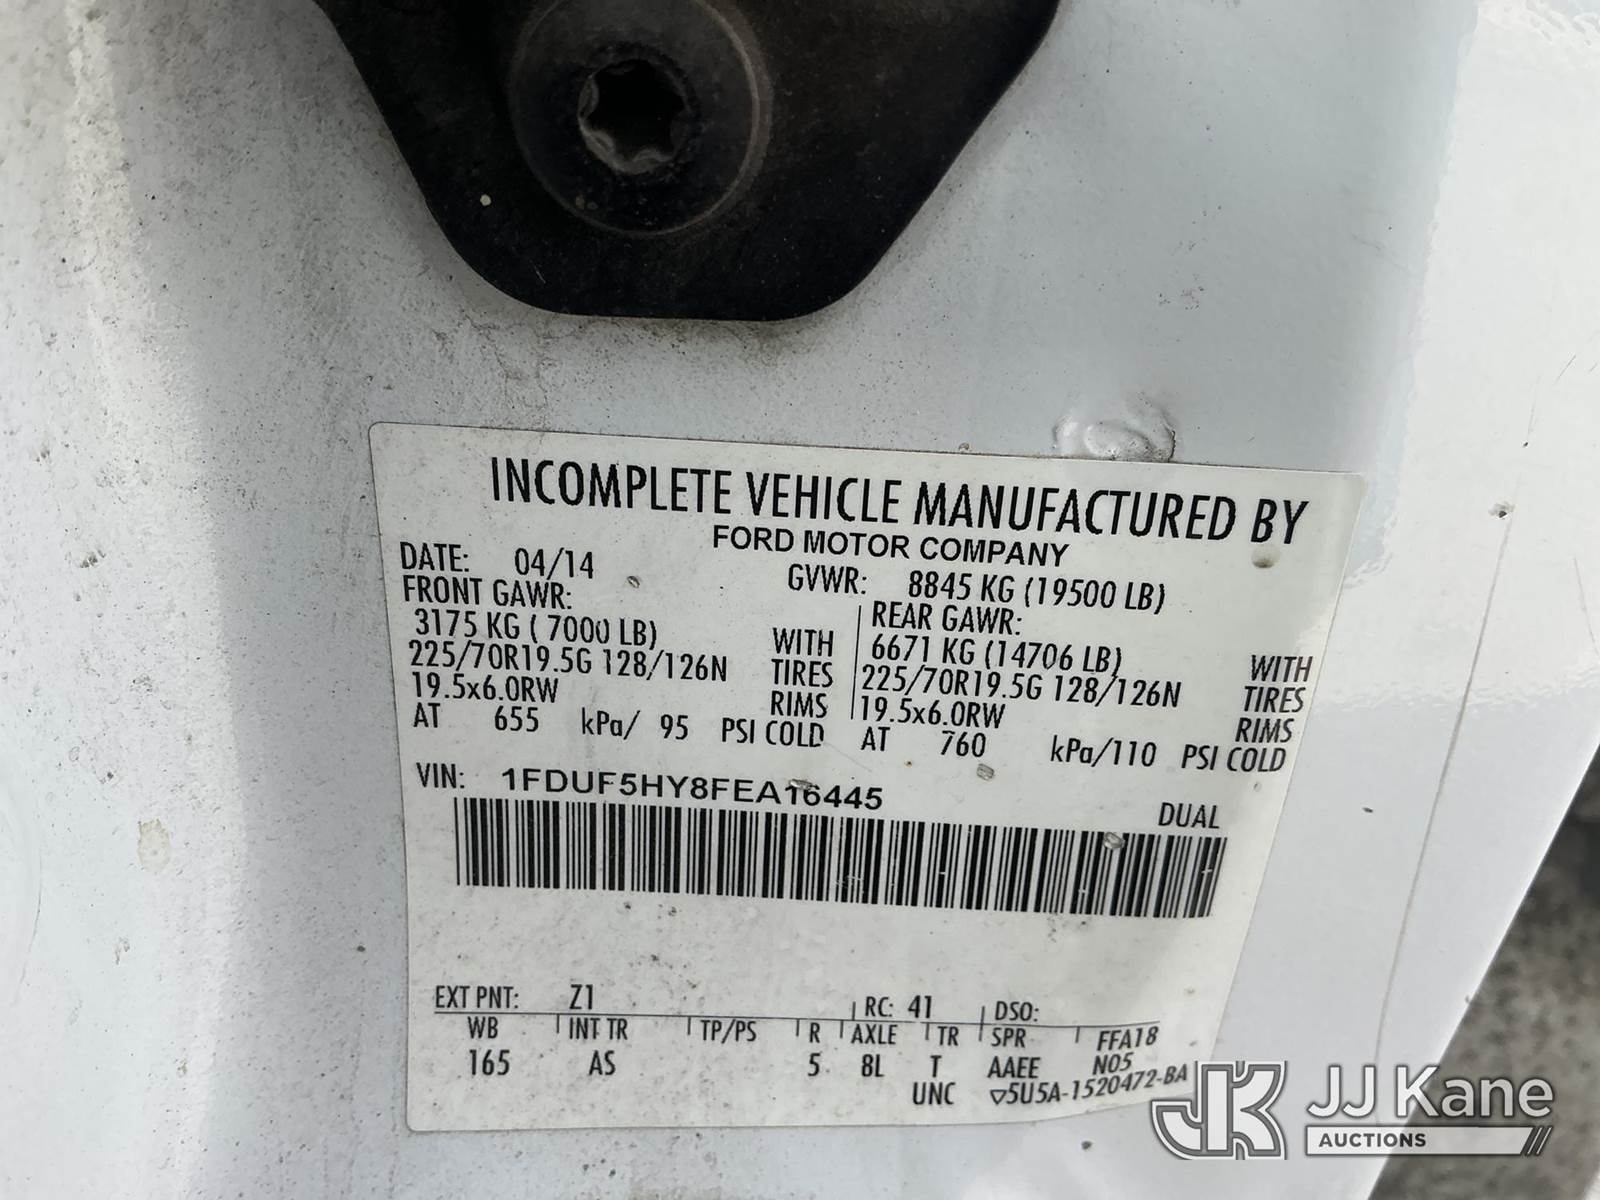 INCOMPLETE VEHICLE MANUFACTURED BY
FORD MOTOR COMPANY
DATE: 04/14 GVWR: 8845 KG (19500 LB)
FRONT GAWR: REAR GAWR:
3175 KG ( 7000 LB) WITH 6671 KG (14706 LB) WITH
225/70R19.5G 128/126N TIRES 225/70R19.5G 128/126N TIRES
19.5x6.0RW RIMS 19.5x6.0RW RIMS
AT 655 kPa/ 95 PSI COLD AT 760 kPa/110 PSI COLD
VIN: 1FDUF5HY8FEA16445
DUAL
EXT PNT: Z1 RC: 41 DSO:
WB INT TR TP/PS R AXLE TR SPR FFA18
165 AS 5 8L T AAEE N05
UNC ▽5U5A-1520472-BA
JK JJ Kane
AUCTIONS